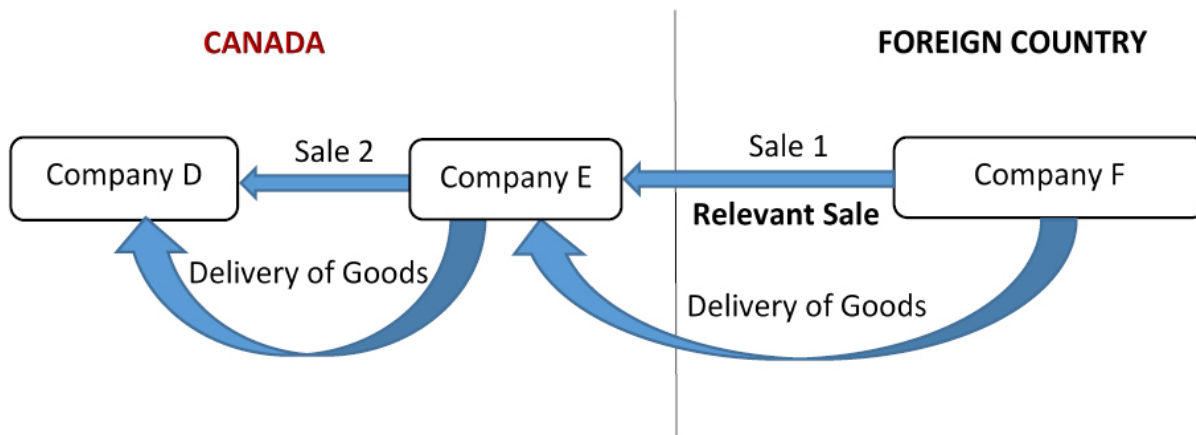 CANADA
FOREIGN COUNTRY
Company D
Sale 2
Company E
Sale 1
Company F
Relevant Sale
Delivery of Goods
Delivery of Goods